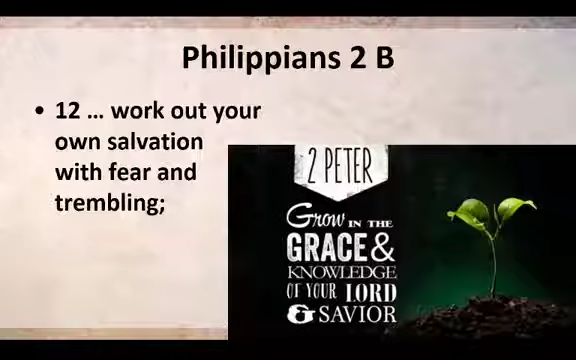 Philippians 2 B
• 12 … work out your
own salvation
with fear and
trembling;
2 PETER
Grow IN THE
GRACE &
KNOWLEDGE
OF YOUR LORD
& SAVIOR